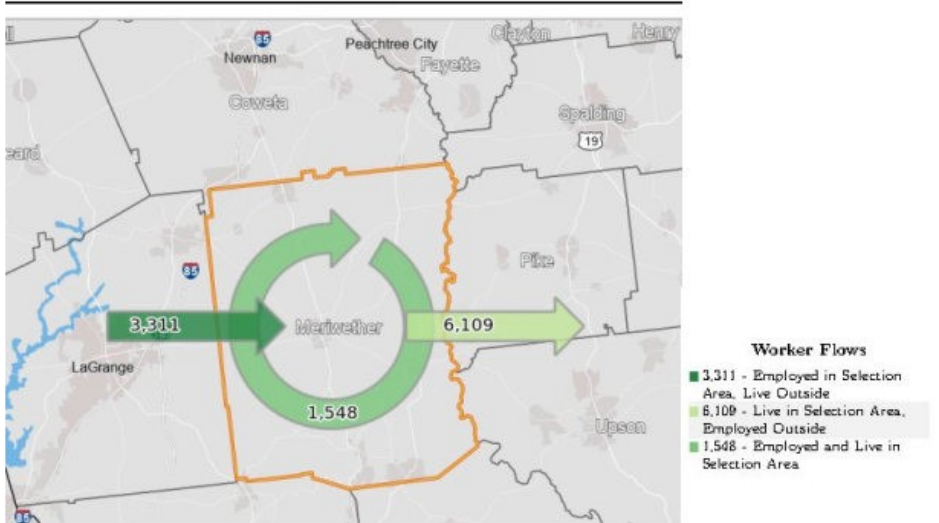 85
Newnan
Peachtree City
Clayton
Henry
Fayette
Coweta
Spalding
19
eard
85
Pike
3,311
Meriwether
6,109
LaGrange
1,548
Upson
85
Worker Flows
3,311 - Employed in Selection
Area, Live Outside
6,109 - Live in Selection Area,
Employed Outside
1,548 - Employed and Live in
Selection Area